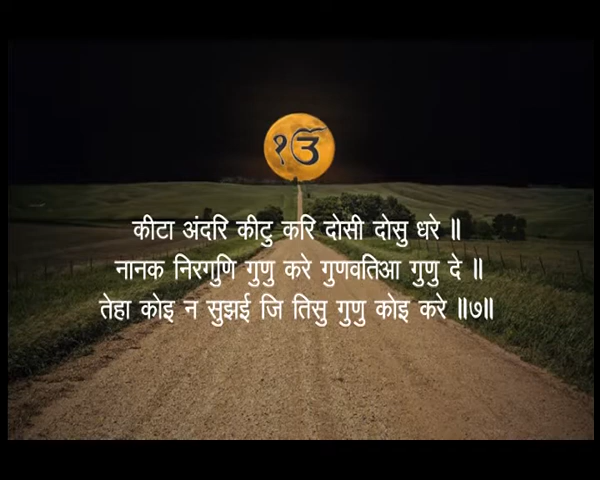 ੴ
कीटा अंदरि कीटु करि दोसी दोसु धरे ॥
नानक निरगुणि गुणु करे गुणवतिआ गुणु दे ॥
तेहा कोइ न सुझई जि तिसु गुणु कोइ करे ॥७॥